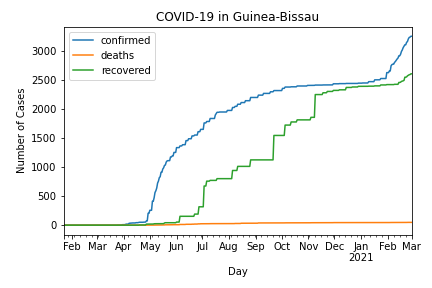 COVID-19 in Guinea-Bissau
confirmed
deaths
recovered
Number of Cases
3000
2500
2000
1500
1000
500
0
Feb Mar Apr May Jun Jul Aug Sep Oct Nov Dec Jan Feb Mar
2021
Day